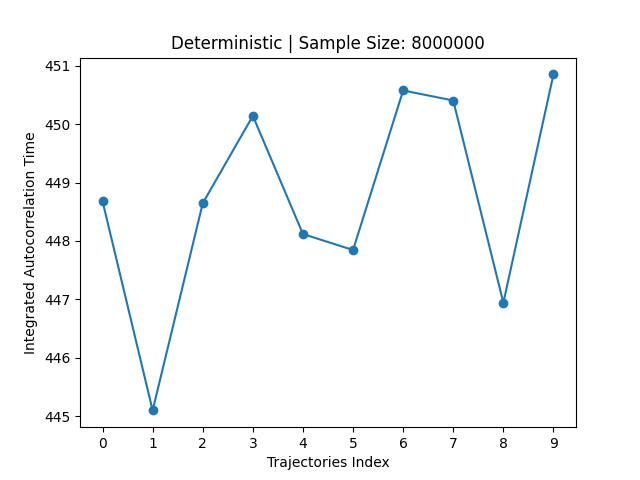 Deterministic | Sample Size: 8000000
Integrated Autocorrelation Time
451
450
449
448
447
446
445
0 1 2 3 4 5 6 7 8 9
Trajectories Index